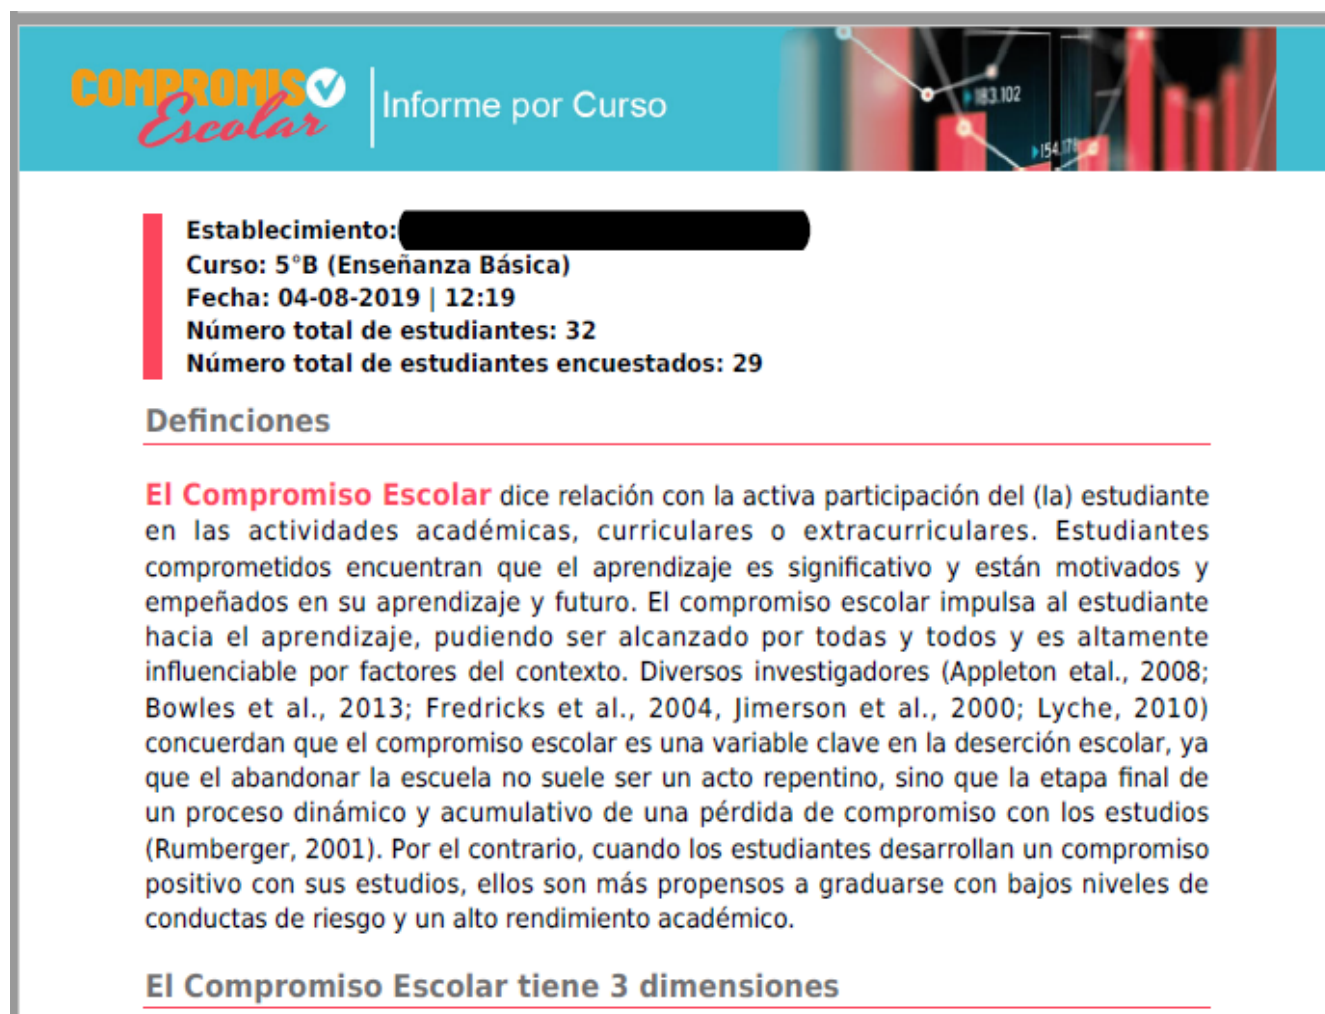 COMPROMISO
Escolar
Informe por Curso
183.102
154.178
Establecimiento:
Curso: 5°B (Enseñanza Básica)
Fecha: 04-08-2019 | 12:19
Número total de estudiantes: 32
Número total de estudiantes encuestados: 29
Definciones
El Compromiso Escolar dice relación con la activa participación del (la) estudiante
en las actividades académicas, curriculares o extracurriculares. Estudiantes
comprometidos encuentran que el aprendizaje es significativo y están motivados y
empeñados en su aprendizaje y futuro. El compromiso escolar impulsa al estudiante
hacia el aprendizaje, pudiendo ser alcanzado por todas y todos y es altamente
influenciable por factores del contexto. Diversos investigadores (Appleton etal., 2008;
Bowles et al., 2013; Fredricks et al., 2004, Jimerson et al., 2000; Lyche, 2010)
concuerdan que el compromiso escolar es una variable clave en la deserción escolar, ya
que el abandonar la escuela no suele ser un acto repentino, sino que la etapa final de
un proceso dinámico y acumulativo de una pérdida de compromiso con los estudios
(Rumberger, 2001). Por el contrario, cuando los estudiantes desarrollan un compromiso
positivo con sus estudios, ellos son más propensos a graduarse con bajos niveles de
conductas de riesgo y un alto rendimiento académico.
El Compromiso Escolar tiene 3 dimensiones